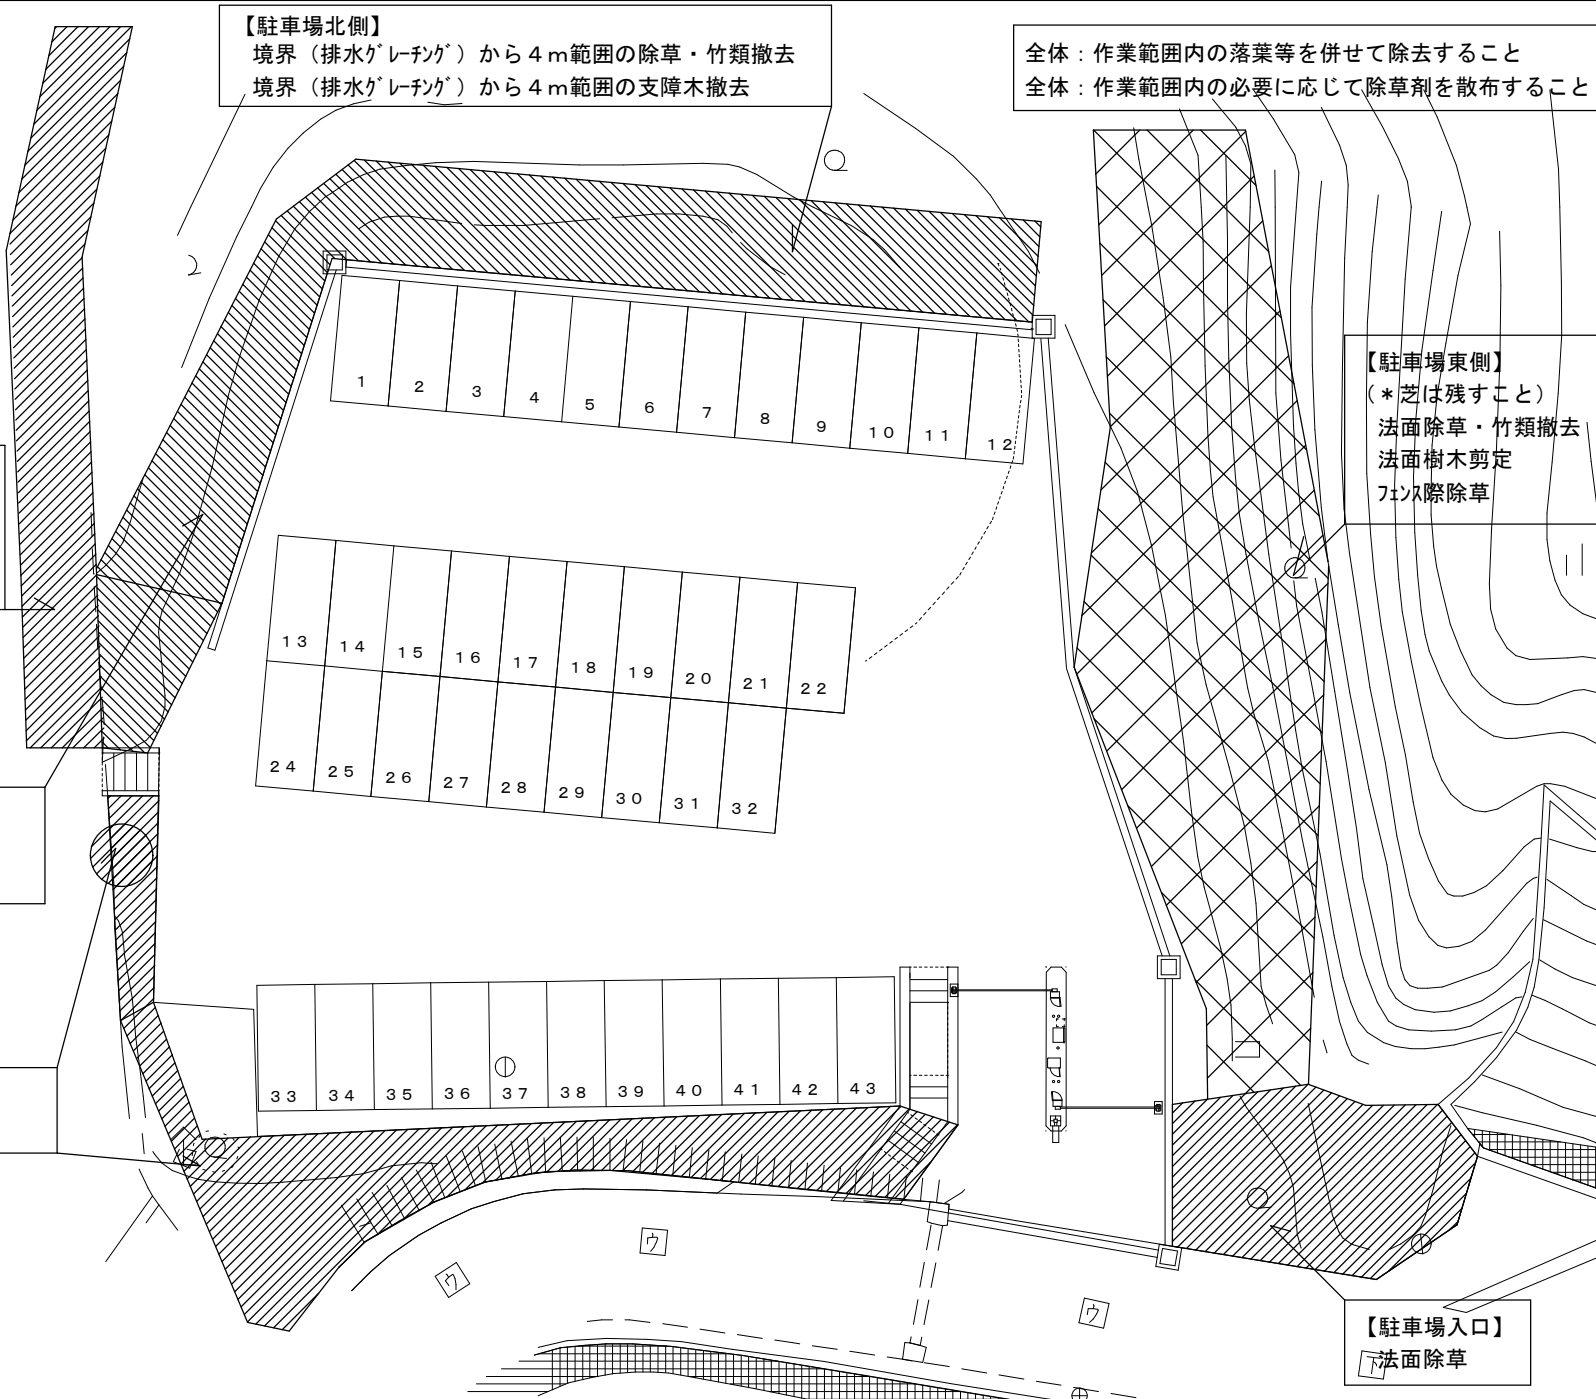 【駐車場北側】
境界（排水ｸﾞﾚｰﾁﾝｸﾞ）から４ｍ範囲の除草・竹類撤去
境界（排水ｸﾞﾚｰﾁﾝｸﾞ）から４ｍ範囲の支障木撤去
全体：作業範囲内の落葉等を併せて除去すること
全体：作業範囲内の必要に応じて除草剤を散布すること
【駐車場東側】
（＊芝は残すこと）
法面除草・竹類撤去
法面樹木剪定
ﾌｪﾝｽ際除草
1 2 3 4 5 6 7 8 9 10 11 12
13 14 15 16 17 18 19 20 21 22
24 25 26 27 28 29 30 31 32
33 34 35 36 37 38 39 40 41 42 43
ウ
ウ
ウ
【駐車場入口】
下
法面除草